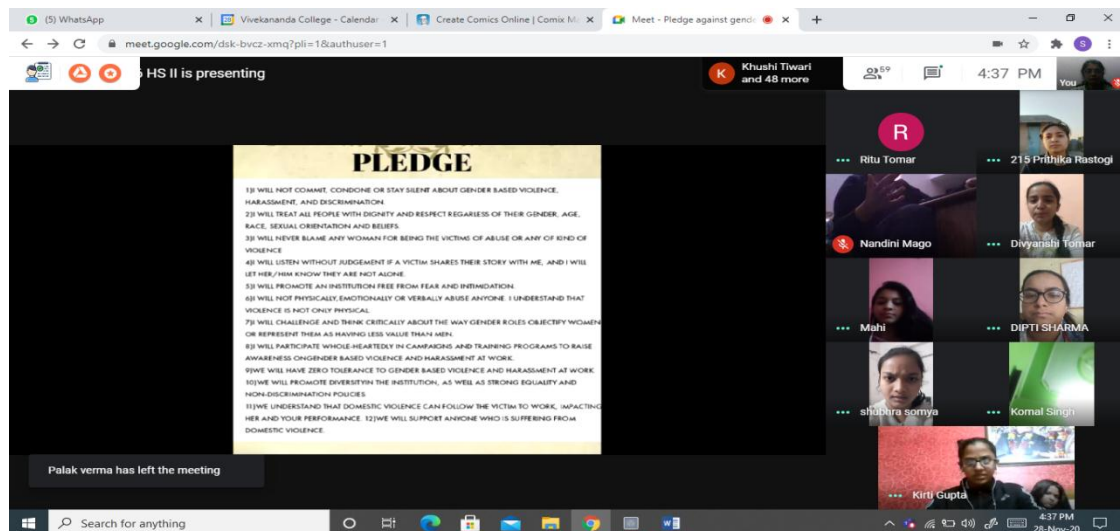 (5) WhatsApp
Vivekananda College - Calendar
Create Comics Online | Comix Ma
Meet - Pledge against gende
meet.google.com/dsk-bvcz-xmq?pli=1&authuser=1
S
HS II is presenting
K
Khushi Tiwari
and 48 more
59
4:37 PM
You
PLEDGE
1)I WILL NOT COMMIT, CONDONE OR STAY SILENT ABOUT GENDER BASED VIOLENCE,
HARASSMENT, AND DISCRIMINATION.
2)I WILL TREAT ALL PEOPLE WITH DIGNITY AND RESPECT REGARLESS OF THEIR GENDER, AGE,
RACE, SEXUAL ORIENTATION AND BELIEFS
3)I WILL NEVER BLAME ANY WOMAN FOR BEING THE VICTIMS OF ABUSE OR ANY OF KIND OF
VIOLENCE
4)I WILL LISTEN WITHOUT JUDGEMENT IF A VICTIM SHARES THEIR STORY WITH ME, AND I WILL
LET HER/HIM KNOW THEY ARE NOT ALONE.
5)I WILL PROMOTE AN INSTITUTION FREE FROM FEAR AND INTIMIDATION.
6)I WILL NOT PHYSICALLY, EMOTIONALLY OR VERBALLY ABUSE ANYONE. I UNDERSTAND THAT
VIOLENCE IS NOT ONLY PHYSICAL
7)I WILL CHALLENGE AND THINK CRITICALLY ABOUT THE WAY GENDER ROLES OBJECTIFY WOMEN
OR REPRESENT THEM AS HAVING LESS VALUE THAN MEN.
8)I WILL PARTICIPATE WHOLE-HEARTEDLY IN CAMPAIGNS AND TRAINING PROGRAMS TO RAISE
AWARENESS ONGENDER BASED VIOLENCE AND HARASSMENT AT WORK.
9)WE WILL HAVE ZERO TOLERANCE TO GENDER BASED VIOLENCE AND HARASSMENT AT WORK
10)WE WILL PROMOTE DIVERSITYIN THE INSTITUTION, AS WELL AS STRONG EQUALITY AND
NON-DISCRIMINATION POLICIES
11)WE UNDERSTAND THAT DOMESTIC VIOLENCE CAN FOLLOW THE VICTIM TO WORK, IMPACTING
HER AND YOUR PERFORMANCE. 12)WE WILL SUPPORT ANYONE WHO IS SUFFERING FROM
DOMESTIC VIOLENCE.
R
Ritu Tomar
215 Prithika Rastogi
Nandini Mago
Divyanshi Tomar
Mahi
DIPTI SHARMA
shubhra somya
Komal Singh
Kirti Gupta
Palak verma has left the meeting
Search for anything
4:37 PM
28-Nov-20